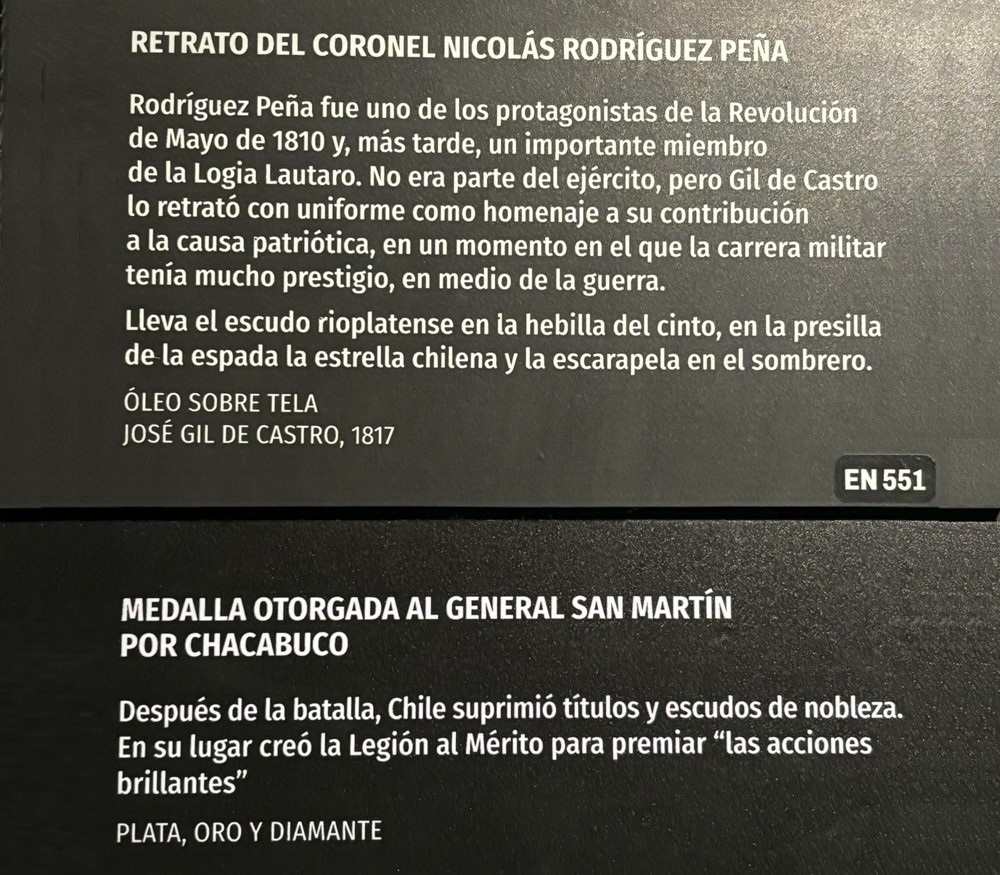 RETRATO DEL CORONEL NICOLÁS RODRÍGUEZ PEÑA
Rodríguez Peña fue uno de los protagonistas de la Revolución
de Mayo de 1810 y, más tarde, un importante miembro
de la Logia Lautaro. No era parte del ejército, pero Gil de Castro
lo retrató con uniforme como homenaje a su contribución
a la causa patriótica, en un momento en el que la carrera militar
tenía mucho prestigio, en medio de la guerra.
Lleva el escudo rioplatense en la hebilla del cinto, en la presilla
de la espada la estrella chilena y la escarapela en el sombrero.
ÓLEO SOBRE TELA
JOSÉ GIL DE CASTRO, 1817
EN 551
MEDALLA OTORGADA AL GENERAL SAN MARTÍN
POR CHACABUCO
Después de la batalla, Chile suprimió títulos y escudos de nobleza.
En su lugar creó la Legión al Mérito para premiar “las acciones
brillantes”
PLATA, ORO Y DIAMANTE